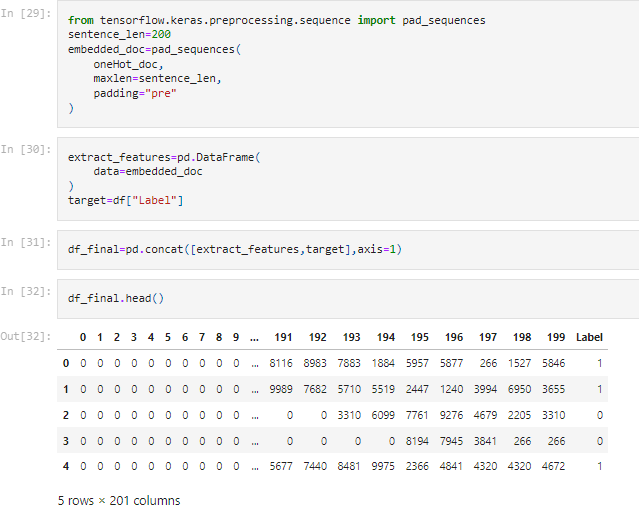 In [29]:
from tensorflow.keras.preprocessing.sequence import pad_sequences
sentence_len=200
embedded_doc=pad_sequences(
    oneHot_doc,
    maxlen=sentence_len,
    padding="pre"
)
In [30]:
extract_features=pd.DataFrame(
    data=embedded_doc
)
target=df["Label"]
In [31]:
df_final=pd.concat([extract_features,target],axis=1)
In [32]:
df_final.head()
Out[32]:
0 1 2 3 4 5 6 7 8 9 ... 191 192 193 194 195 196 197 198 199 Label
0 0 0 0 0 0 0 0 0 0 0 ... 8116 8983 7883 1884 5957 5877 266 1527 5846 1
1 0 0 0 0 0 0 0 0 0 0 ... 9989 7682 5710 5519 2447 1240 3994 6950 3655 1
2 0 0 0 0 0 0 0 0 0 0 ... 0 0 3310 6099 7761 9276 4679 2205 3310 0
3 0 0 0 0 0 0 0 0 0 0 ... 0 0 0 0 8194 7945 3841 266 266 0
4 0 0 0 0 0 0 0 0 0 0 ... 5677 7440 8481 9975 2366 4841 4320 4320 4672 1
5 rows × 201 columns